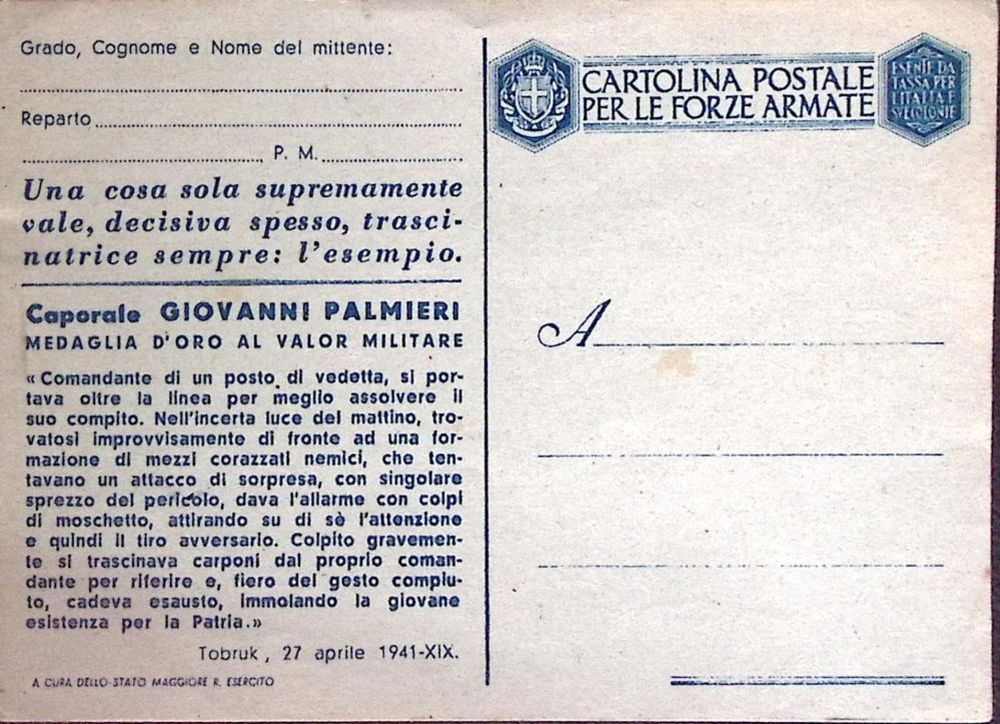 Grado, Cognome e Nome del mittente:
Reparto
P. M.
Una cosa sola supremamente
vale, decisiva spesso, trasci-
natrice sempre: l'esempio.
Caporale GIOVANNI PALMIERI
MEDAGLIA D'ORO AL VALOR MILITARE
«Comandante di un posto di vedetta, si por-
tava oltre la linea per meglio assolvere il
suo compito. Nell'incerta luce del mattino, tro-
vatosi improvvisamente di fronte ad una for-
mazione di mezzi corazzati nemici, che ten-
tavano un attacco di sorpresa, con singolare
sprezzo del pericolo, dava l'allarme con colpi
di moschetto, attirando su di sè l'attenzione
e quindi il tiro avversario. Colpito gravemen-
te si trascinava carponi dal proprio coman-
dante per riferire e, fiero del gesto compiu-
to, cadeva esausto, immolando la giovane
esistenza per la Patria.»
Tobruk, 27 aprile 1941-XIX.
A CURA DELLO STATO MAGGIORE R. ESERCITO
CARTOLINA POSTALE
PER LE FORZE ARMATE
ESENTE DA
TASSA PER
L'ITALIA E
A